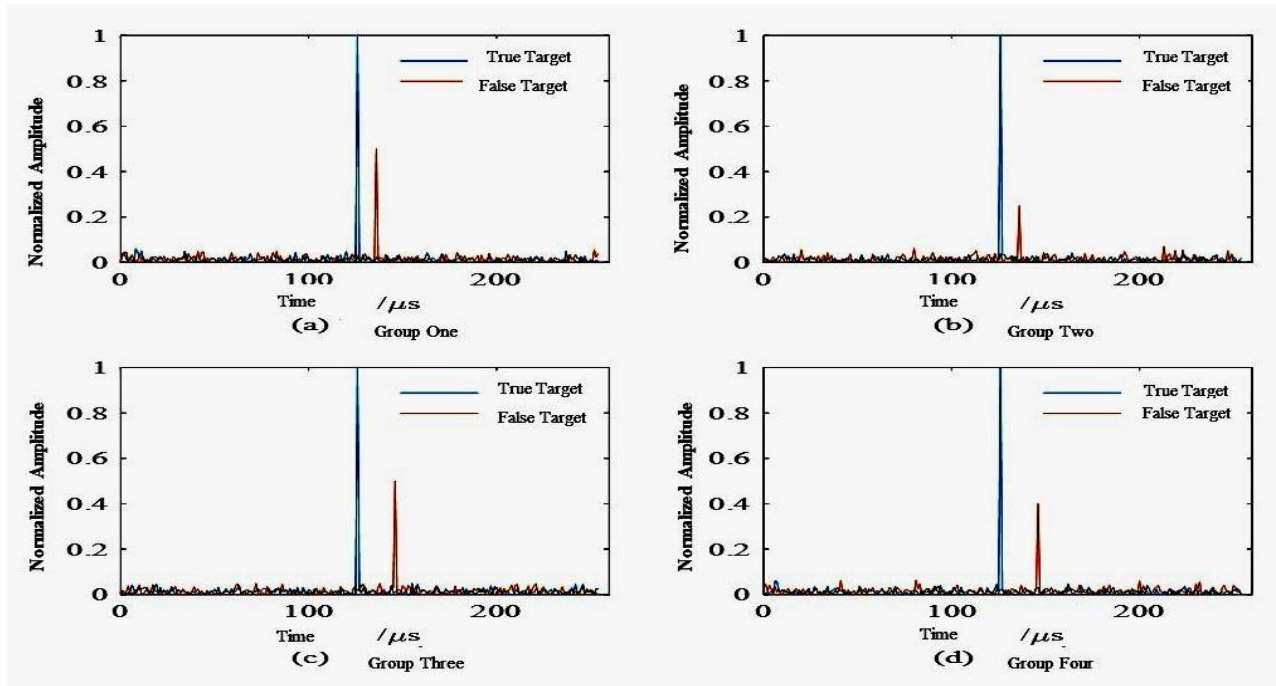 Normalized Amplitude
1
0.8
0.6
0.4
0.2
0
0 100 200
True Target
False Target
Time /μs
(a) Group One
Normalized Amplitude
1
0.8
0.6
0.4
0.2
0
0 100 200
True Target
False Target
Time /μs
(b) Group Two
Normalized Amplitude
1
0.8
0.6
0.4
0.2
0
0 100 200
True Target
False Target
Time /μs
(c) Group Three
Normalized Amplitude
1
0.8
0.6
0.4
0.2
0
0 100 200
True Target
False Target
Time /μs
(d) Group Four